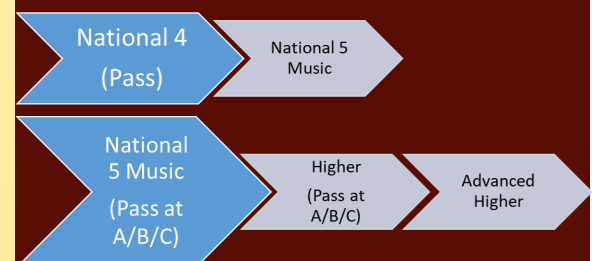 National 4
(Pass)
National 5
Music
National
5 Music
(Pass at
A/B/C)
Higher
(Pass at
A/B/C)
Advanced
Higher